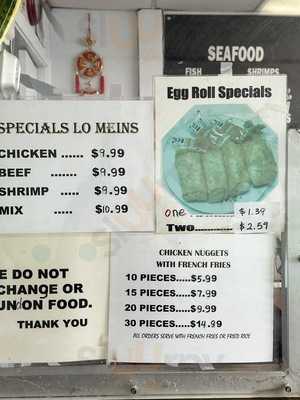 SEAFOOD
FISH SHRIMPS
Egg Roll Specials
one $ 1.39
Two $ 2.59
SPECIALS LO MEINS
CHICKEN ...... $9.99
BEEF ....... $9.99
SHRIMP ..... $9.99
MIX ..... $10.99
E DO NOT
CHANGE OR
ON FOOD.
THANK YOU
CHICKEN NUGGETS
WITH FRENCH FRIES
10 PIECES.....$5.99
15 PIECES.....$7.99
20 PIECES.....$9.99
30 PIECES.....$14.99
ALL ORDERS SERVE WITH FRENCH FRIES OR FRIED RICE